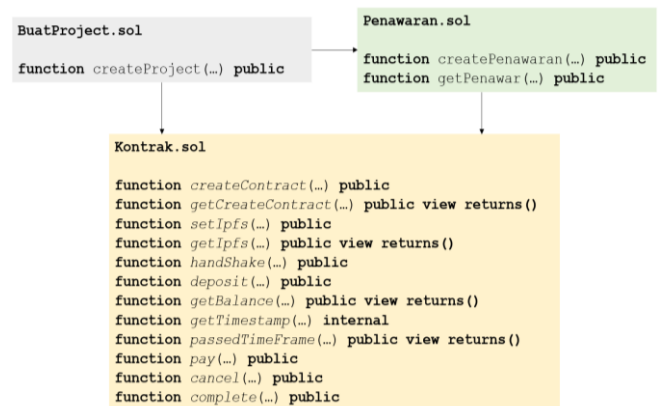 BuatProject.sol
function createProject(…) public
Penawaran.sol
function createPenawaran(…) public
function getPenawar(…) public
Kontrak.sol
function createContract(…) public
function getCreateContract(…) public view returns()
function setIpfs(…) public
function getIpfs(…) public view returns()
function handShake(…) public
function deposit(…) public
function getBalance(…) public view returns()
function getTimestamp(…) internal
function passedTimeFrame(…) public view returns()
function pay(…) public
function cancel(…) public
function complete(…) public